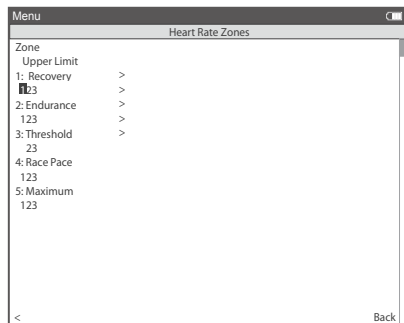 Menu
Heart Rate Zones
Zone
Upper Limit
1: Recovery >
123 >
2: Endurance >
123 >
3: Threshold >
23
4: Race Pace
123
5: Maximum
123
< Back